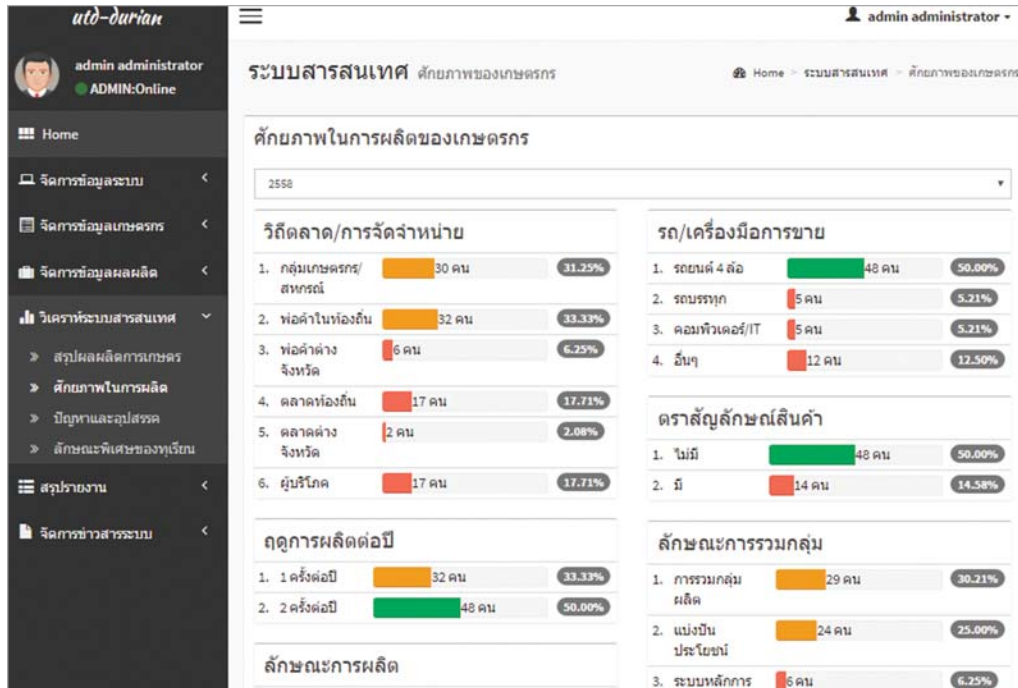 utd-durian
admin administrator
ADMIN:Online
Home
จัดการข้อมูลระบบ
จัดการข้อมูลเกษตรกร
จัดการข้อมูลผลผลิต
วิเคราะห์ระบบสารสนเทศ
» สรุปผลผลิตการเกษตร
» ศักยภาพในการผลิต
» ปัญหาและอุปสรรค
» ลักษณะพิเศษของทุเรียน
สรุปรายงาน
จัดการข่าวสารระบบ
admin administrator
ระบบสารสนเทศ ศักยภาพของเกษตรกร
Home > ระบบสารสนเทศ > ศักยภาพของเกษตรกร
ศักยภาพในการผลิตของเกษตรกร
2558
วิถีตลาด/การจัดจำหน่าย
1. กลุ่มเกษตรกร/ 30 คน 31.25%
สหกรณ์
2. พ่อค้าในท้องถิ่น 32 คน 33.33%
3. พ่อค้าต่าง 6 คน 6.25%
จังหวัด
4. ตลาดท้องถิ่น 17 คน 17.71%
5. ตลาดต่าง 2 คน 2.08%
จังหวัด
6. ผู้บริโภค 17 คน 17.71%
ฤดูการผลิตต่อปี
1. 1 ครั้งต่อปี 32 คน 33.33%
2. 2 ครั้งต่อปี 48 คน 50.00%
ลักษณะการผลิต
รถ/เครื่องมือการขาย
1. รถยนต์ 4 ล้อ 48 คน 50.00%
2. รถบรรทุก 5 คน 5.21%
3. คอมพิวเตอร์/IT 5 คน 5.21%
4. อื่นๆ 12 คน 12.50%
ตราสัญลักษณ์สินค้า
1. ไม่มี 48 คน 50.00%
2. มี 14 คน 14.58%
ลักษณะการรวมกลุ่ม
1. การรวมกลุ่ม 29 คน 30.21%
ผลิต
2. แบ่งปัน 24 คน 25.00%
ประโยชน์
3. ระบบหลักการ 6 คน 6.25%